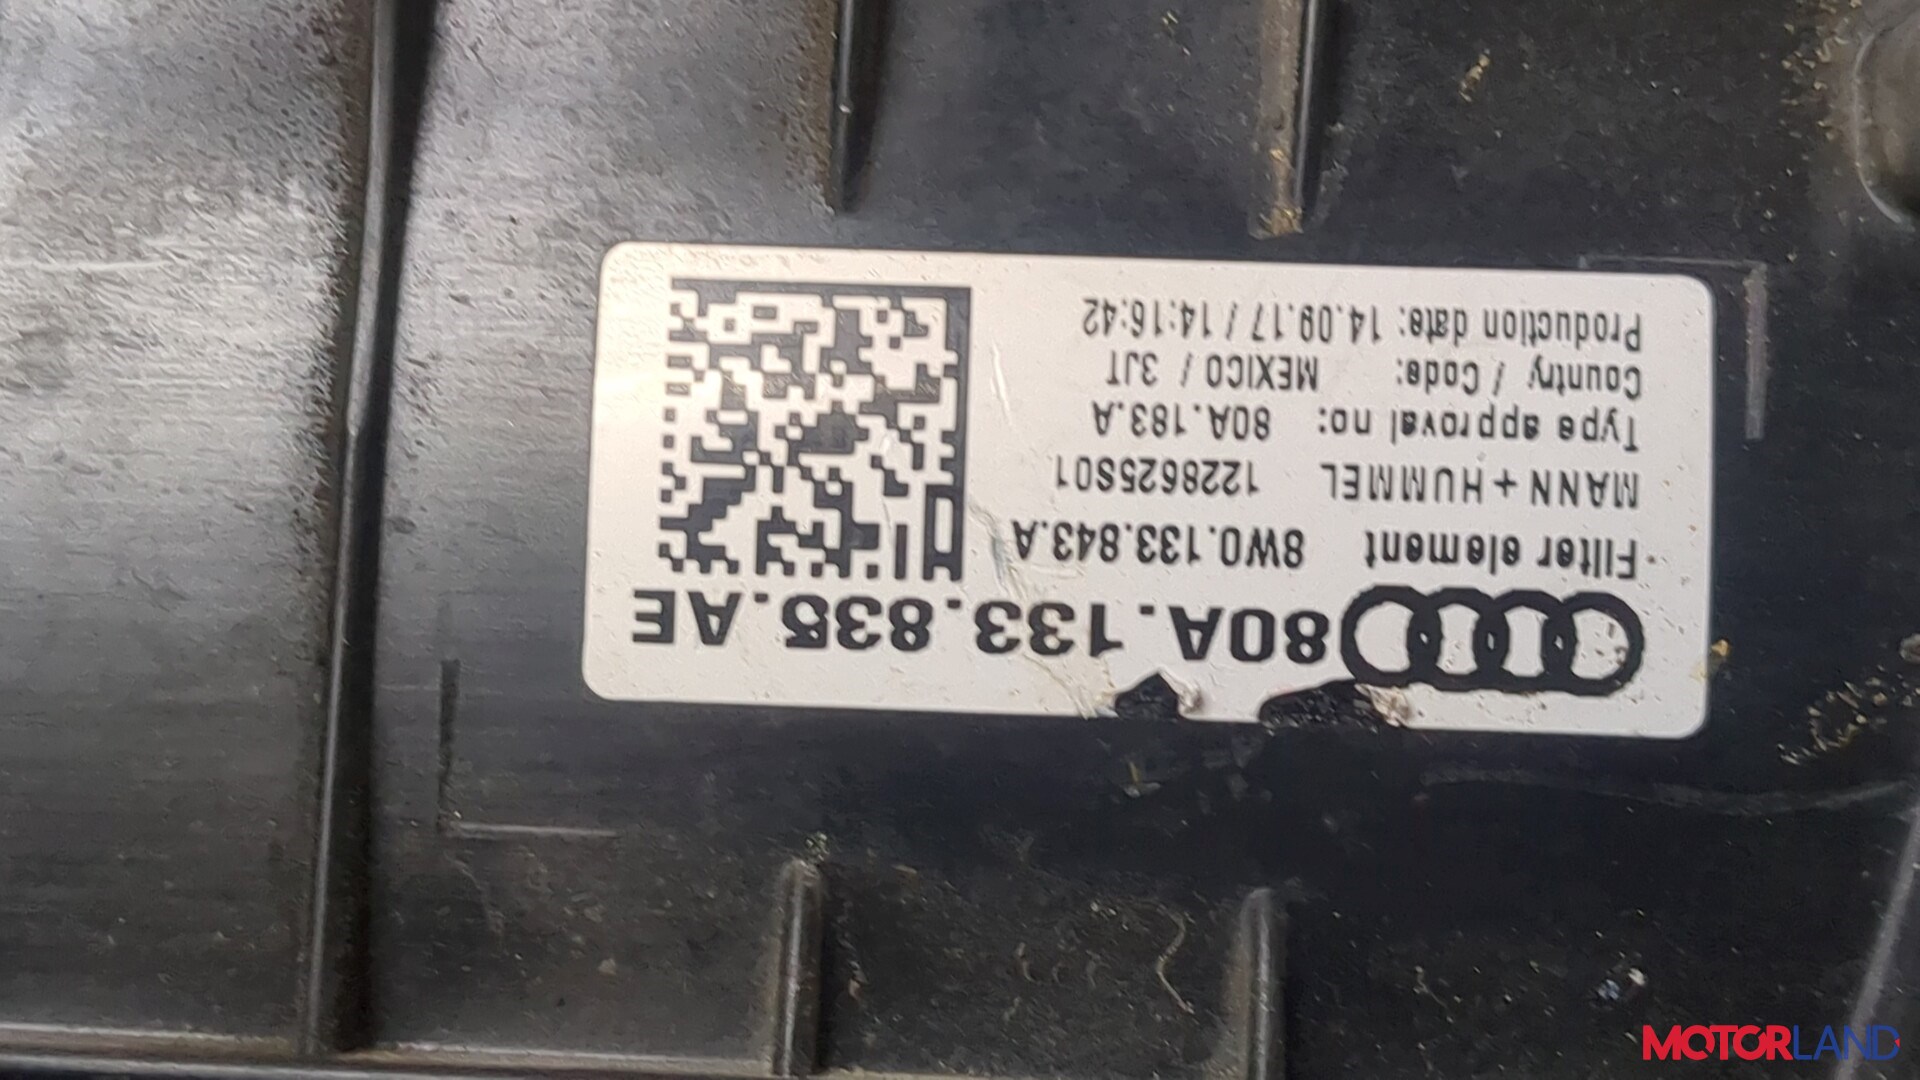 80A.133.835.AE
Filter element 8W0.133.843.A
MANN+HUMMEL 1228625S01
Type approval no: 80A.183.A
Country / Code: MEXICO / 3JT
Production date: 14.09.17 / 14:16:42
MOTORLAND